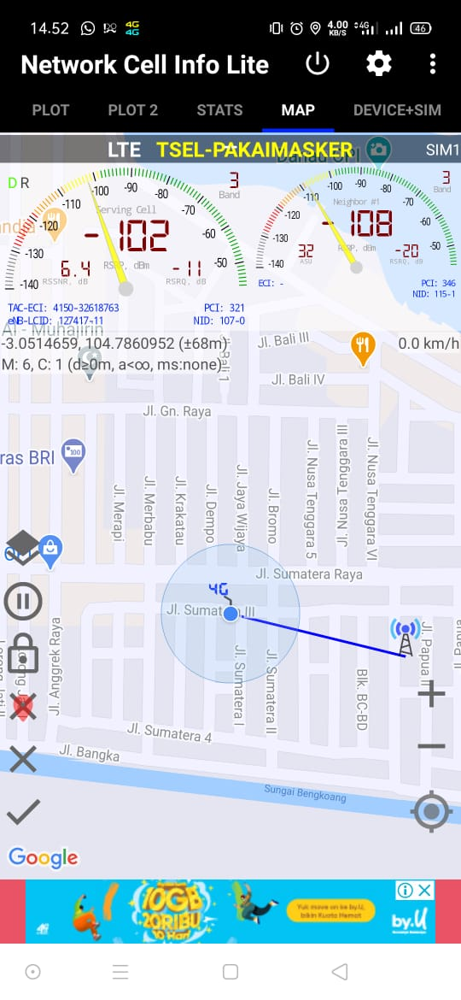 14.52 4G 4G 4.00 KB/S 4G 46
Network Cell Info Lite
PLOT PLOT 2 STATS MAP DEVICE+SIM
LTE TSEL-PAKAIMASKER SIM1
D R
-140 -130 -120 -110 -100 -90 -80 -70 -60 -50
3
Band
Serving Cell
-102
RSRP, dBm
6.4
RSSNR, dB
-11
RSRQ, dB
-140 -130 -120 -110 -100 -90 -80 -70 -60 -50
3
Band
Neighbor #1
-108
RSRP, dBm
32
ASU
-20
RSRQ, dB
ECI: - PCI: 346
NID: 115-1
TAC-ECI: 4150-32618763 PCI: 321
eNB-LCID: 127417-11 NID: 107-0
Al - Muhajirin
-3.0514659, 104.7860952 (±68m) 0.0 km/h
M: 6, C: 1 (d≥0m, a<∞, ms:none)
Jl. Bali III
Jl. Bali 1
Jl. Bali IV
Jl. Gn. Raya
ras BRI
Jl. Merapi
Jl. Merbabu
Jl. Krakatau
Jl. Dempo
Jl. Jaya Wijaya
Jl. Bromo
Jl. Nusa Tenggara 5
Jl. Nusa Tenggara III
Jl. Nusa Tenggara VI
Jl. Sumatera Raya
4G
Jl. Sumatera III
Jl. Anggrek Raya
Jl. Sumatera I
Jl. Sumatera II
Blk. BC-BD
Jl. Papua II
Jl. Sumatera 4
Jl. Bangka
Sungai Bengkoang
Google
4G
10GB
20RIBU
10 Hari
Yuk move on ke by.U,
bikin Kuota Hemat
by.U